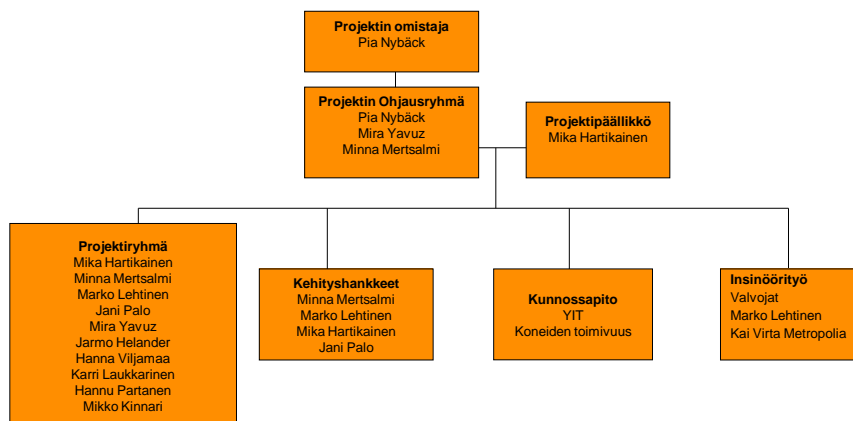 Projektin omistaja
Pia Nybäck
Projektin Ohjausryhmä
Pia Nybäck
Mira Yavuz
Minna Mertsalmi
Projektipäällikkö
Mika Hartikainen
Projektiryhmä
Mika Hartikainen
Minna Mertsalmi
Marko Lehtinen
Jani Palo
Mira Yavuz
Jarmo Helander
Hanna Viljamaa
Karri Laukkarinen
Hannu Partanen
Mikko Kinnari
Kehityshankkeet
Minna Mertsalmi
Marko Lehtinen
Mika Hartikainen
Jani Palo
Kunnossapito
YIT
Koneiden toimivuus
Insinöörityö
Valvojat
Marko Lehtinen
Kai Virta Metropolia